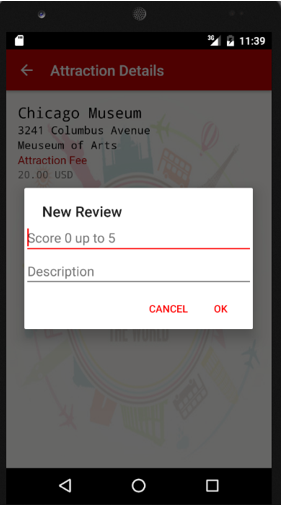 3G 11:39
Attraction Details
Chicago Museum
3241 Columbus Avenue
Meuseum of Arts
Attraction Fee
20.00 USD
New Review
Score 0 up to 5
Description
CANCEL OK
THE WORLD